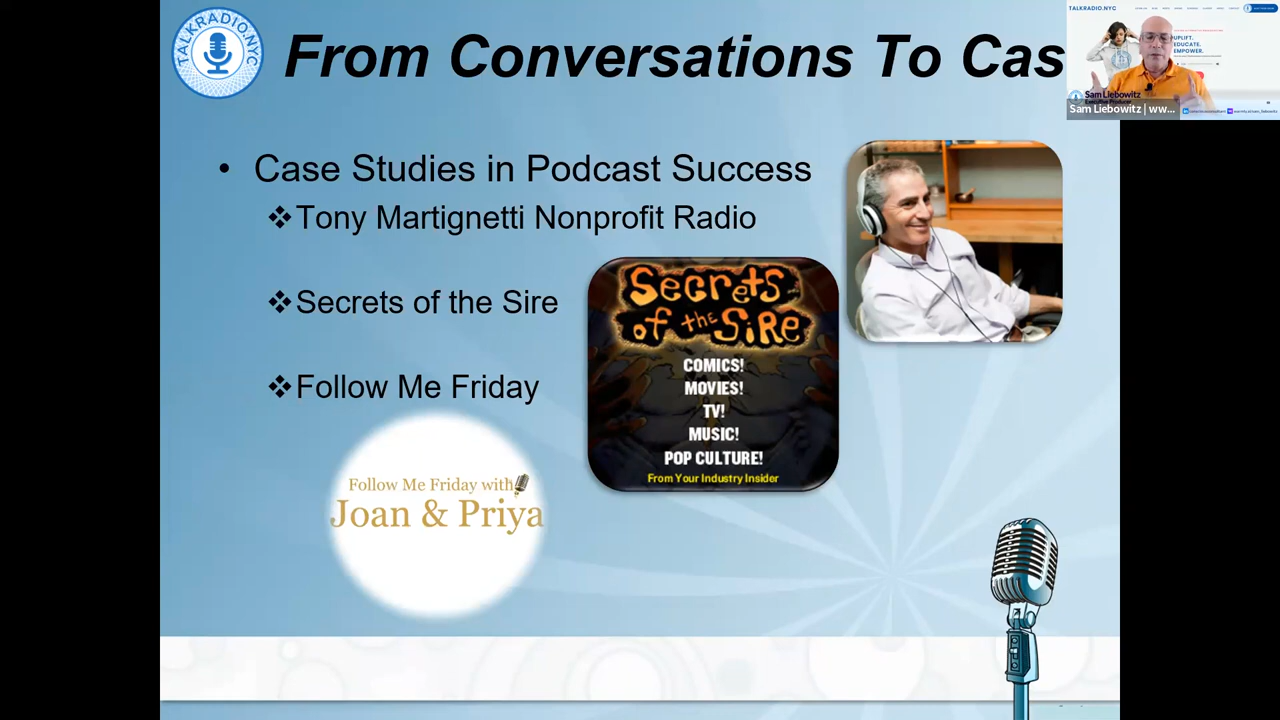 TALKRADIO.NYC
From Conversations To Cas
• Case Studies in Podcast Success
❖Tony Martignetti Nonprofit Radio
❖Secrets of the Sire
❖Follow Me Friday
Follow Me Friday with
Joan & Priya
Secrets
of the Sire
COMICS!
MOVIES!
TV!
MUSIC!
POP CULTURE!
From Your Industry Insider
TALKRADIO.NYC
UPLIFT.
EDUCATE.
EMPOWER.
Sam Liebowitz
Executive Producer
Sam Liebowitz | ww...